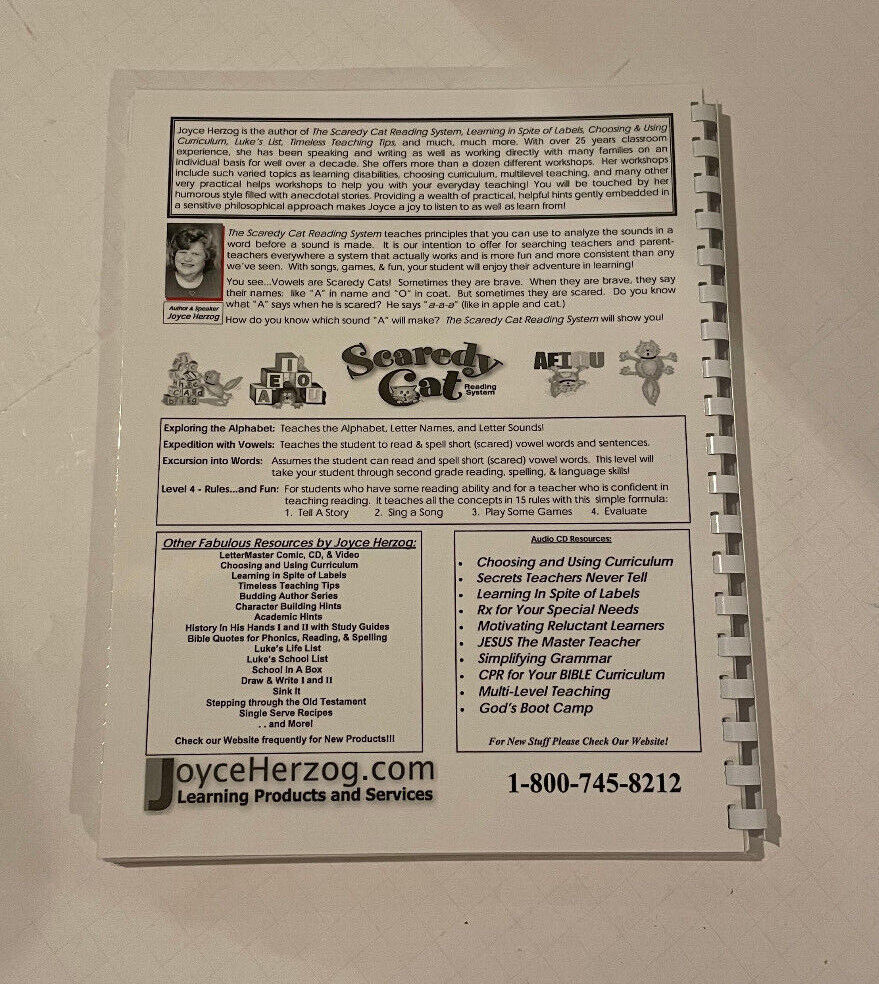 Joyce Herzog is the author of The Scaredy Cat Reading System, Learning in Spite of Labels, Choosing & Using
Curriculum, Luke's List, Timeless Teaching Tips, and much, much more. With over 25 years classroom
experience, she has been speaking and writing as well as working directly with many families on an
individual basis for well over a decade. She offers more than a dozen different workshops. Her workshops
include such varied topics as learning disabilities, choosing curriculum, multilevel teaching, and many other
very practical helps workshops to help you with your everyday teaching! You will be touched by her
humorous style filled with anecdotal stories. Providing a wealth of practical, helpful hints gently embedded in
a sensitive philosophical approach makes Joyce a joy to listen to as well as learn from!
The Scaredy Cat Reading System teaches principles that you can use to analyze the sounds in a
word before a sound is made. It is our intention to offer for searching teachers and parent-
teachers everywhere a system that actually works and is more fun and more consistent than any
we've seen. With songs, games, & fun, your student will enjoy their adventure in learning!
You see...Vowels are Scaredy Cats! Sometimes they are brave. When they are brave, they say
their names: like "A" in name and "O" in coat. But sometimes they are scared. Do you know
what "A" says when he is scared? He says "a-a-a" (like in apple and cat.)
How do you know which sound "A" will make? The Scaredy Cat Reading System will show you!
Author & Speaker
Joyce Herzog
I
E O
A U
Scaredy
Cat Reading
System
AEIOU
Exploring the Alphabet: Teaches the Alphabet, Letter Names, and Letter Sounds!
Expedition with Vowels: Teaches the student to read & spell short (scared) vowel words and sentences.
Excursion into Words: Assumes the student can read and spell short (scared) vowel words. This level will
take your student through second grade reading, spelling, & language skills!
Level 4 - Rules...and Fun: For students who have some reading ability and for a teacher who is confident in
teaching reading. It teaches all the concepts in 15 rules with this simple formula:
1. Tell A Story 2. Sing a Song 3. Play Some Games 4. Evaluate
Other Fabulous Resources by Joyce Herzog:
LetterMaster Comic, CD, & Video
Choosing and Using Curriculum
Learning in Spite of Labels
Timeless Teaching Tips
Budding Author Series
Character Building Hints
Academic Hints
History In His Hands I and II with Study Guides
Bible Quotes for Phonics, Reading, & Spelling
Luke's Life List
Luke's School List
School In A Box
Draw & Write I and II
Sink It
Stepping through the Old Testament
Single Serve Recipes
. . and More!
Check our Website frequently for New Products!!!
Audio CD Resources:
• Choosing and Using Curriculum
• Secrets Teachers Never Tell
• Learning In Spite of Labels
• Rx for Your Special Needs
• Motivating Reluctant Learners
• JESUS The Master Teacher
• Simplifying Grammar
• CPR for Your BIBLE Curriculum
• Multi-Level Teaching
• God's Boot Camp
For New Stuff Please Check Our Website!
JoyceHerzog.com
Learning Products and Services
1-800-745-8212